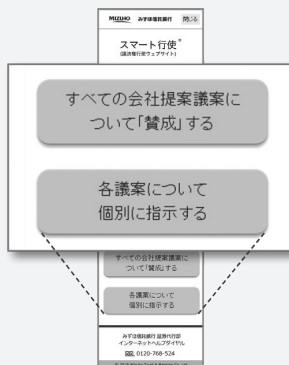 MIZUHO みずほ信託銀行 閉じる
スマート行使®
(議決権行使ウェブサイト)
すべての会社提案議案に
ついて「賛成」する
各議案について
個別に指示する
すべての会社提案議案に
ついて「賛成」する
各議案について
個別に指示する
みずほ信託銀行 証券代行部
インターネットヘルプダイヤル
0120-768-524